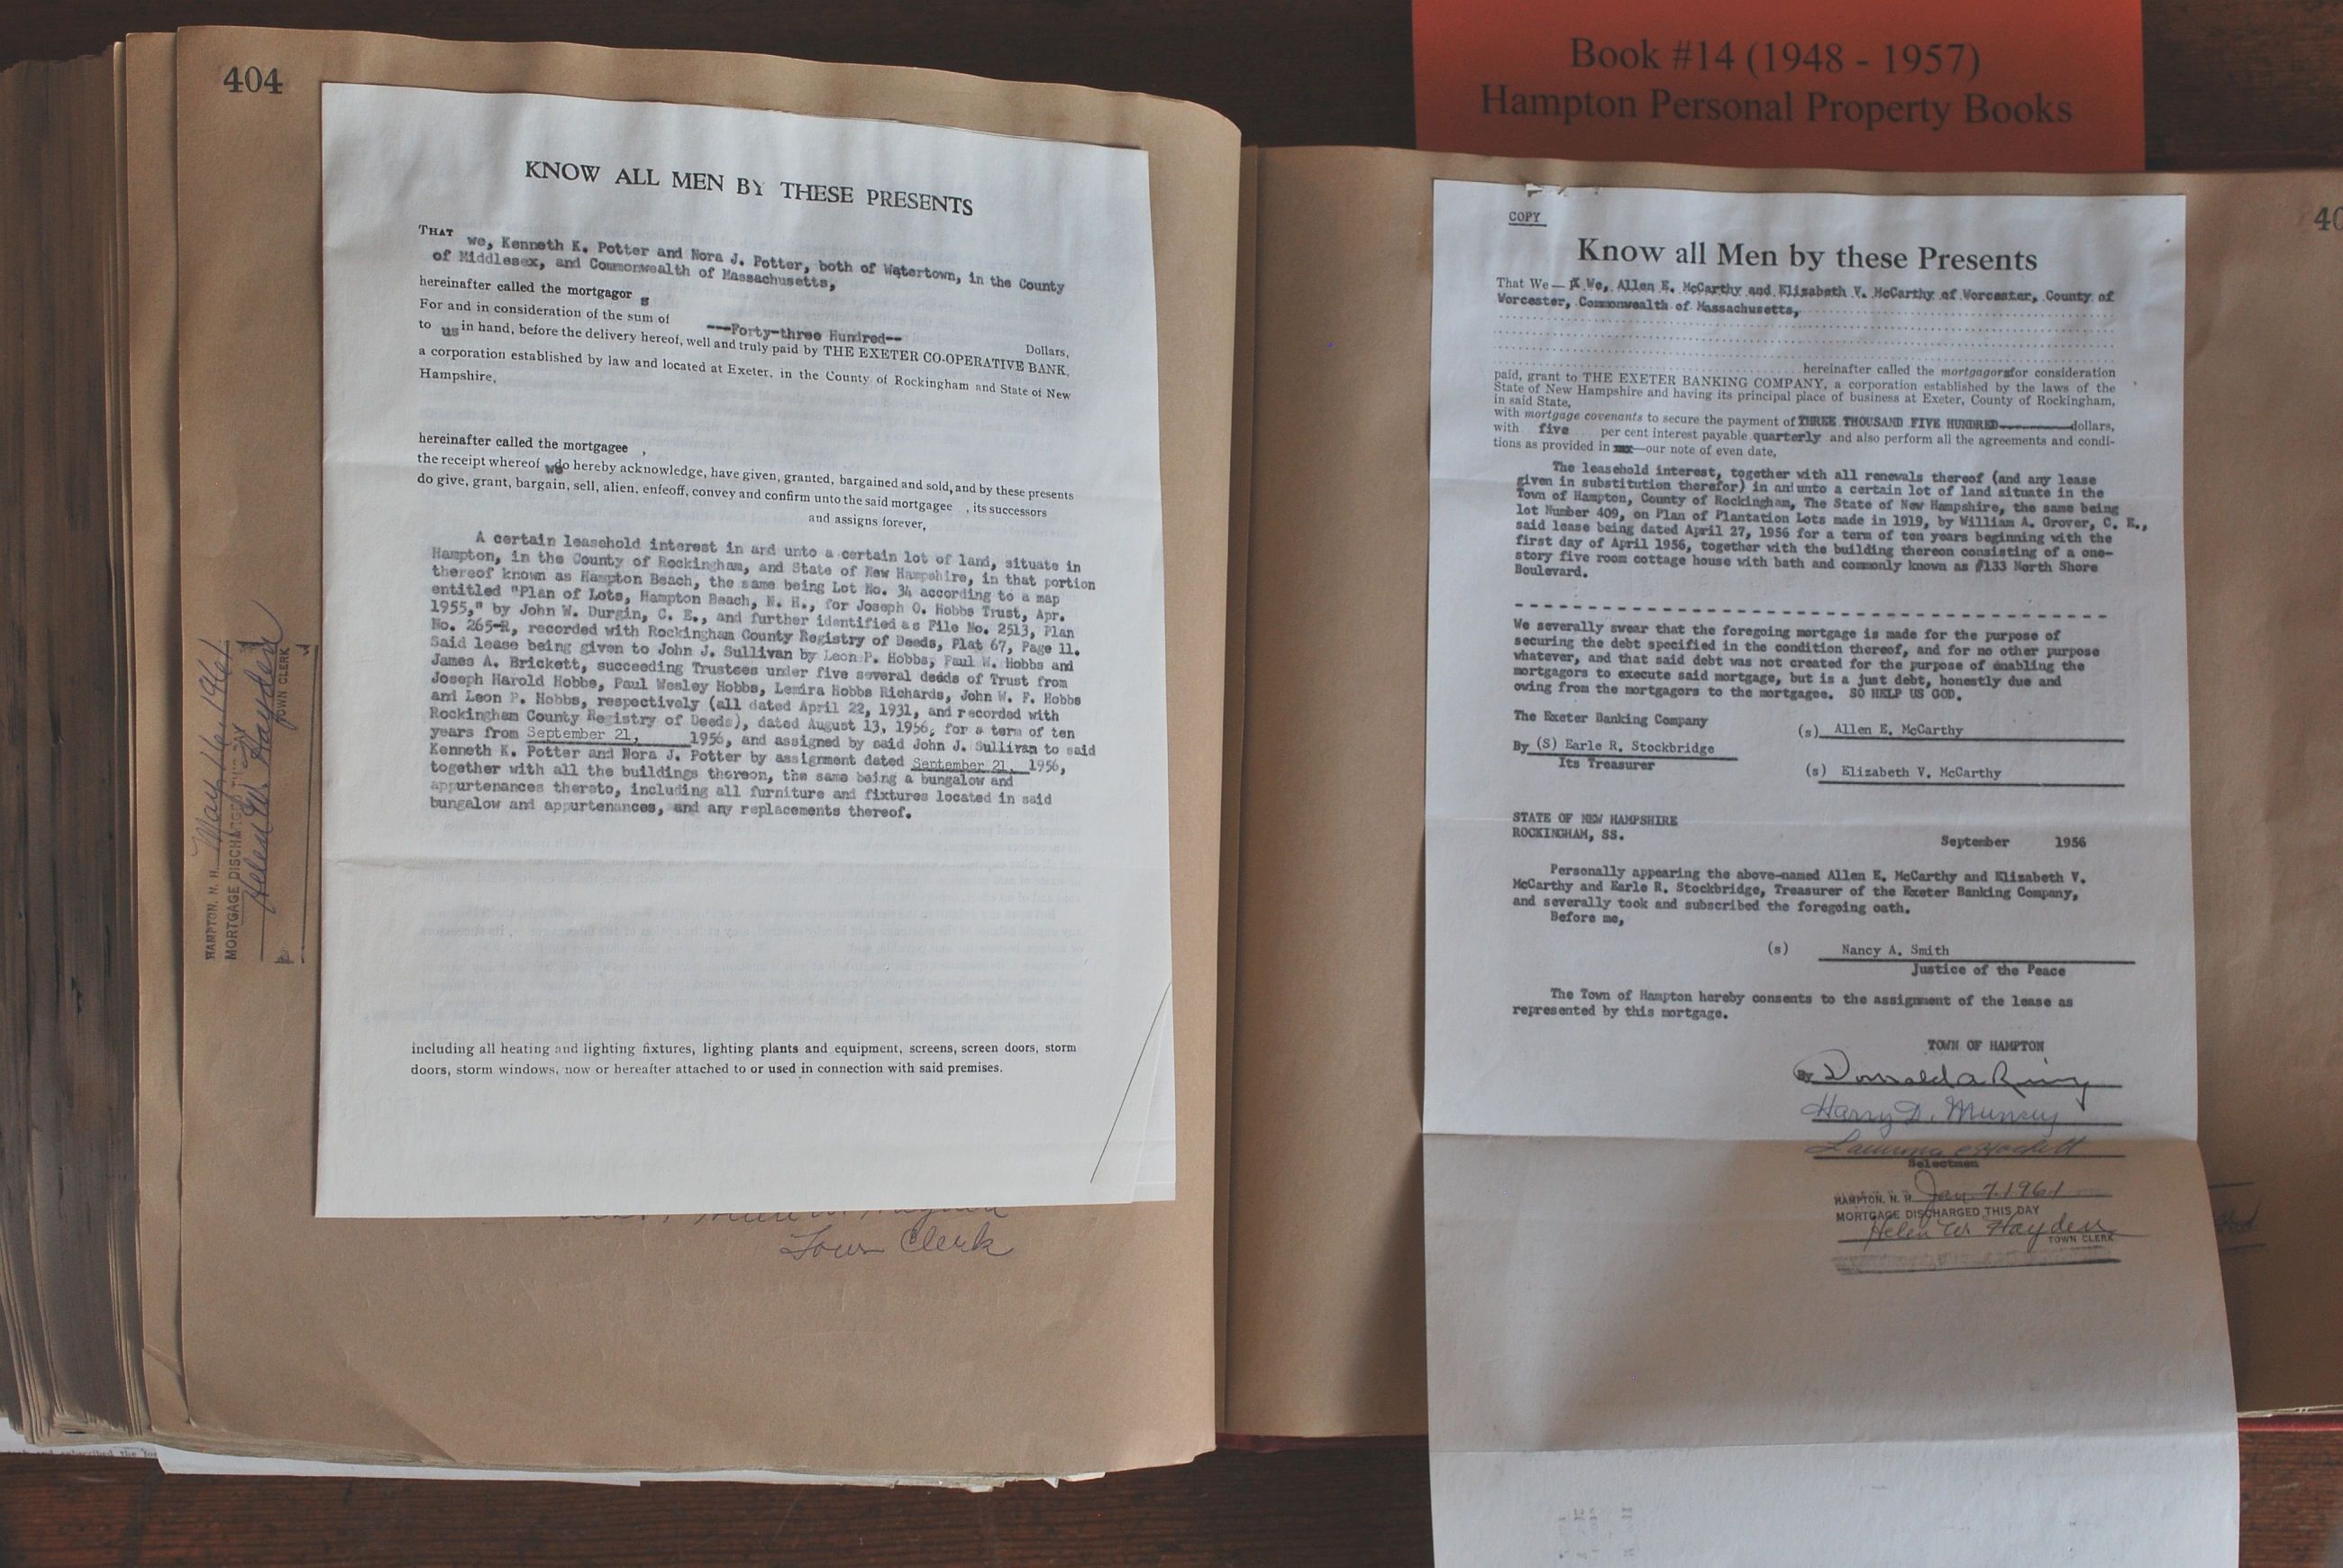 404
KNOW ALL MEN BY THESE PRESENTS
THAT we, Kenneth K. Potter and Nora J. Potter, both of Watertown, in the County
of Middlesex, and Commonwealth of Massachusetts,
hereinafter called the mortgagor s
For and in consideration of the sum of ---Forty-three Hundred-- Dollars,
to us in hand, before the delivery hereof, well and truly paid by THE EXETER CO-OPERATIVE BANK,
a corporation established by law and located at Exeter, in the County of Rockingham and State of New
Hampshire,
hereinafter called the mortgagee ,
the receipt whereof we do hereby acknowledge, have given, granted, bargained and sold, and by these presents
do give, grant, bargain, sell, alien, enfeoff, convey and confirm unto the said mortgagee , its successors
and assigns forever,
A certain leasehold interest in and unto a certain lot of land, situate in
Hampton, in the County of Rockingham, and State of New Hampshire, in that portion
thereof known as Hampton Beach, the same being Lot No. 34 according to a map
entitled "Plan of Lots, Hampton Beach, N. H., for Joseph O. Hobbs Trust, Apr.
1955," by John W. Durgin, C. E., and further identified as File No. 2513, Plan
No. 265-R, recorded with Rockingham County Registry of Deeds, Plat 67, Page 11.
Said lease being given to John J. Sullivan by Leon P. Hobbs, Paul W. Hobbs and
James A. Brickett, succeeding Trustees under five several deeds of Trust from
Joseph Harold Hobbs, Paul Wesley Hobbs, Lemira Hobbs Richards, John W. F. Hobbs
and Leon P. Hobbs, respectively (all dated April 22, 1931, and recorded with
Rockingham County Registry of Deeds), dated August 13, 1956, for a term of ten
years from September 21, 1956, and assigned by said John J. Sullivan to said
Kenneth K. Potter and Nora J. Potter by assignment dated September 21, 1956,
together with all the buildings thereon, the same being a bungalow and
appurtenances thereto, including all furniture and fixtures located in said
bungalow and appurtenances, and any replacements thereof.
including all heating and lighting fixtures, lighting plants and equipment, screens, screen doors, storm
doors, storm windows, now or hereafter attached to or used in connection with said premises.
Town Clerk
HAMPTON, N. H. May 16, 1961
MORTGAGE DISCHARGED THIS DAY
Helen W. Hayden
TOWN CLERK
Book #14 (1948 - 1957)
Hampton Personal Property Books
40
COPY
Know all Men by these Presents
That We— X We, Allen E. McCarthy and Elizabeth V. McCarthy of Worcester, County of
Worcester, Commonwealth of Massachusetts,
hereinafter called the mortgagors for consideration
paid, grant to THE EXETER BANKING COMPANY, a corporation established by the laws of the
State of New Hampshire and having its principal place of business at Exeter, County of Rockingham,
in said State,
with mortgage covenants to secure the payment of THREE THOUSAND FIVE HUNDRED----------dollars,
with five per cent interest payable quarterly and also perform all the agreements and condi-
tions as provided in —our note of even date,
The leasehold interest, together with all renewals thereof (and any lease
given in substitution therefor) in and unto a certain lot of land situate in the
Town of Hampton, County of Rockingham, The State of New Hampshire, the same being
lot Number 409, on Plan of Plantation Lots made in 1919, by William A. Grover, C. E.,
said lease being dated April 27, 1956 for a term of ten years beginning with the
first day of April 1956, together with the building thereon consisting of a one-
story five room cottage house with bath and commonly known as #133 North Shore
Boulevard.
We severally swear that the foregoing mortgage is made for the purpose of
securing the debt specified in the condition thereof, and for no other purpose
whatever, and that said debt was not created for the purpose of enabling the
mortgagors to execute said mortgage, but is a just debt, honestly due and
owing from the mortgagors to the mortgagee. SO HELP US GOD.
The Exeter Banking Company
(s) Allen E. McCarthy
By (S) Earle R. Stockbridge
Its Treasurer
(s) Elizabeth V. McCarthy
STATE OF NEW HAMPSHIRE
ROCKINGHAM, SS. September 1956
Personally appearing the above-named Allen E. McCarthy and Elizabeth V.
McCarthy and Earle R. Stockbridge, Treasurer of the Exeter Banking Company,
and severally took and subscribed the foregoing oath.
Before me,
(s) Nancy A. Smith
Justice of the Peace
The Town of Hampton hereby consents to the assignment of the lease as
represented by this mortgage.
TOWN OF HAMPTON
By Donald A. Ring
Harry D. Munsey
Selectmen
HAMPTON, N. H. Jan 7, 1961
MORTGAGE DISCHARGED THIS DAY
Helen W. Hayden
TOWN CLERK